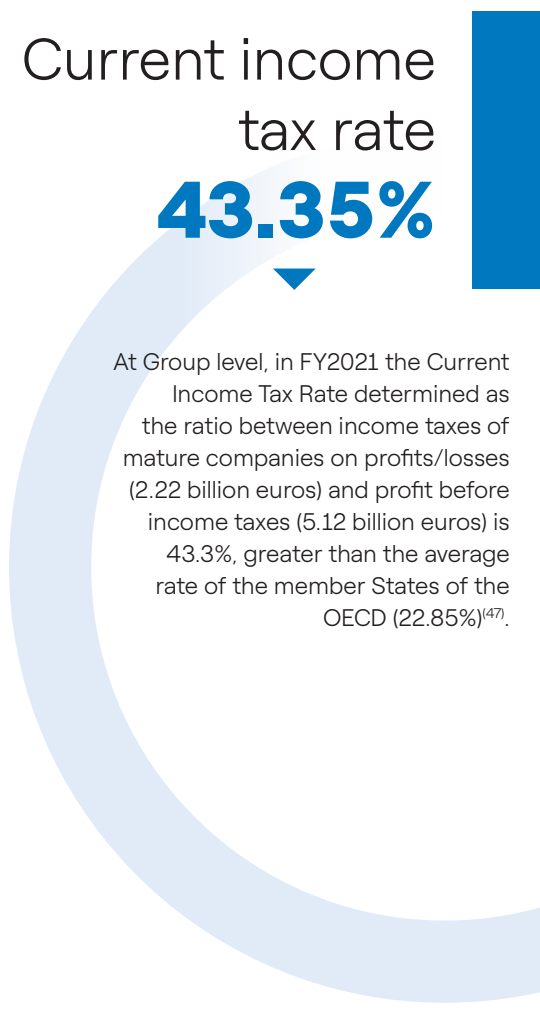 Current income
tax rate
43.35%
At Group level, in FY2021 the Current
Income Tax Rate determined as
the ratio between income taxes of
mature companies on profits/losses
(2.22 billion euros) and profit before
income taxes (5.12 billion euros) is
43.3%, greater than the average
rate of the member States of the
OECD (22.85%)(47).